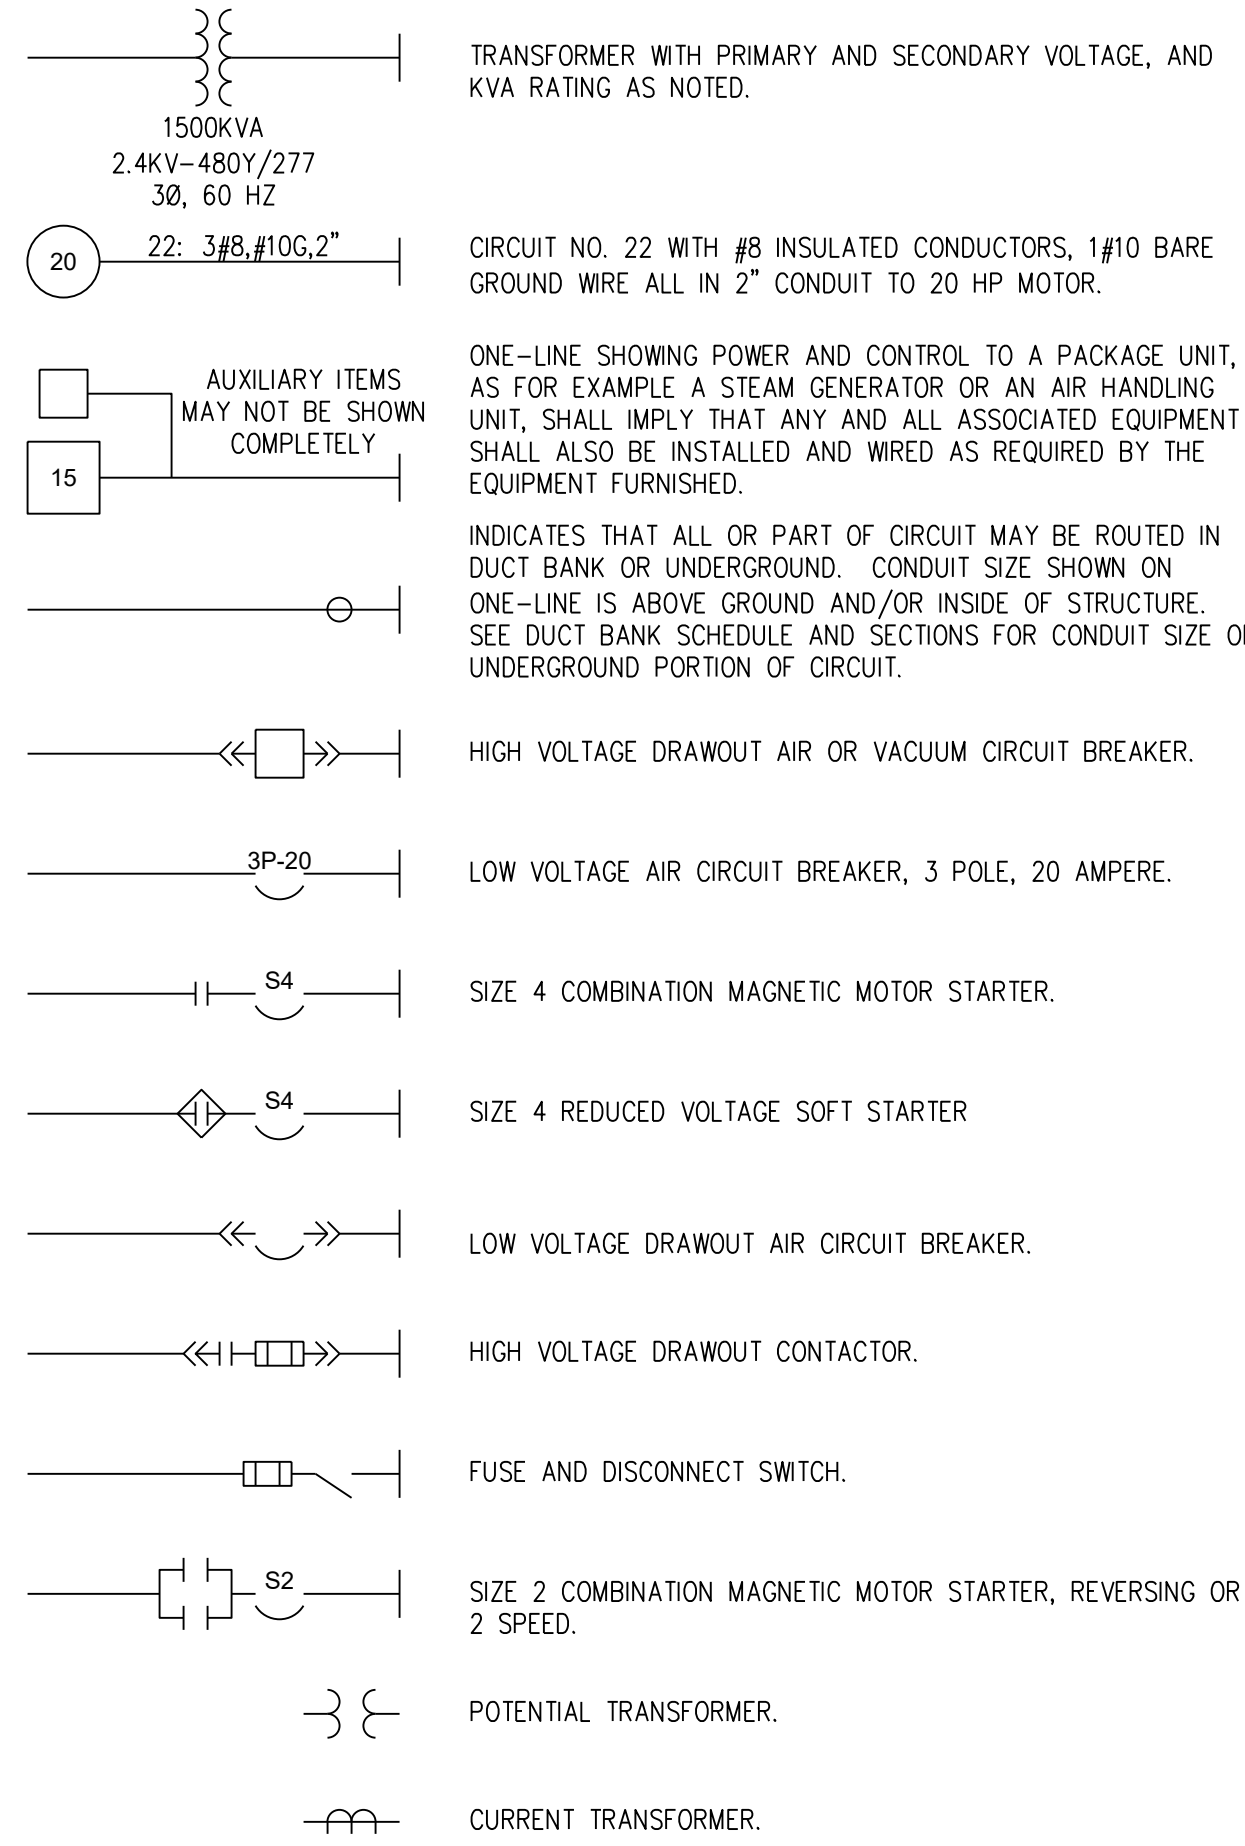 TRANSFORMER WITH PRIMARY AND SECONDARY VOLTAGE, AND
KVA RATING AS NOTED.
1500KVA
2.4KV-480Y/277
3Ø, 60 HZ
20
22: 3#8,#10G,2"
CIRCUIT NO. 22 WITH #8 INSULATED CONDUCTORS, 1#10 BARE
GROUND WIRE ALL IN 2" CONDUIT TO 20 HP MOTOR.
AUXILIARY ITEMS
MAY NOT BE SHOWN
COMPLETELY
15
ONE-LINE SHOWING POWER AND CONTROL TO A PACKAGE UNIT,
AS FOR EXAMPLE A STEAM GENERATOR OR AN AIR HANDLING
UNIT, SHALL IMPLY THAT ANY AND ALL ASSOCIATED EQUIPMENT
SHALL ALSO BE INSTALLED AND WIRED AS REQUIRED BY THE
EQUIPMENT FURNISHED.
INDICATES THAT ALL OR PART OF CIRCUIT MAY BE ROUTED IN
DUCT BANK OR UNDERGROUND. CONDUIT SIZE SHOWN ON
ONE-LINE IS ABOVE GROUND AND/OR INSIDE OF STRUCTURE.
SEE DUCT BANK SCHEDULE AND SECTIONS FOR CONDUIT SIZE
UNDERGROUND PORTION OF CIRCUIT.
HIGH VOLTAGE DRAWOUT AIR OR VACUUM CIRCUIT BREAKER.
3P-20
LOW VOLTAGE AIR CIRCUIT BREAKER, 3 POLE, 20 AMPERE.
S4
SIZE 4 COMBINATION MAGNETIC MOTOR STARTER.
S4
SIZE 4 REDUCED VOLTAGE SOFT STARTER
LOW VOLTAGE DRAWOUT AIR CIRCUIT BREAKER.
HIGH VOLTAGE DRAWOUT CONTACTOR.
FUSE AND DISCONNECT SWITCH.
S2
SIZE 2 COMBINATION MAGNETIC MOTOR STARTER, REVERSING OR
2 SPEED.
POTENTIAL TRANSFORMER.
CURRENT TRANSFORMER.